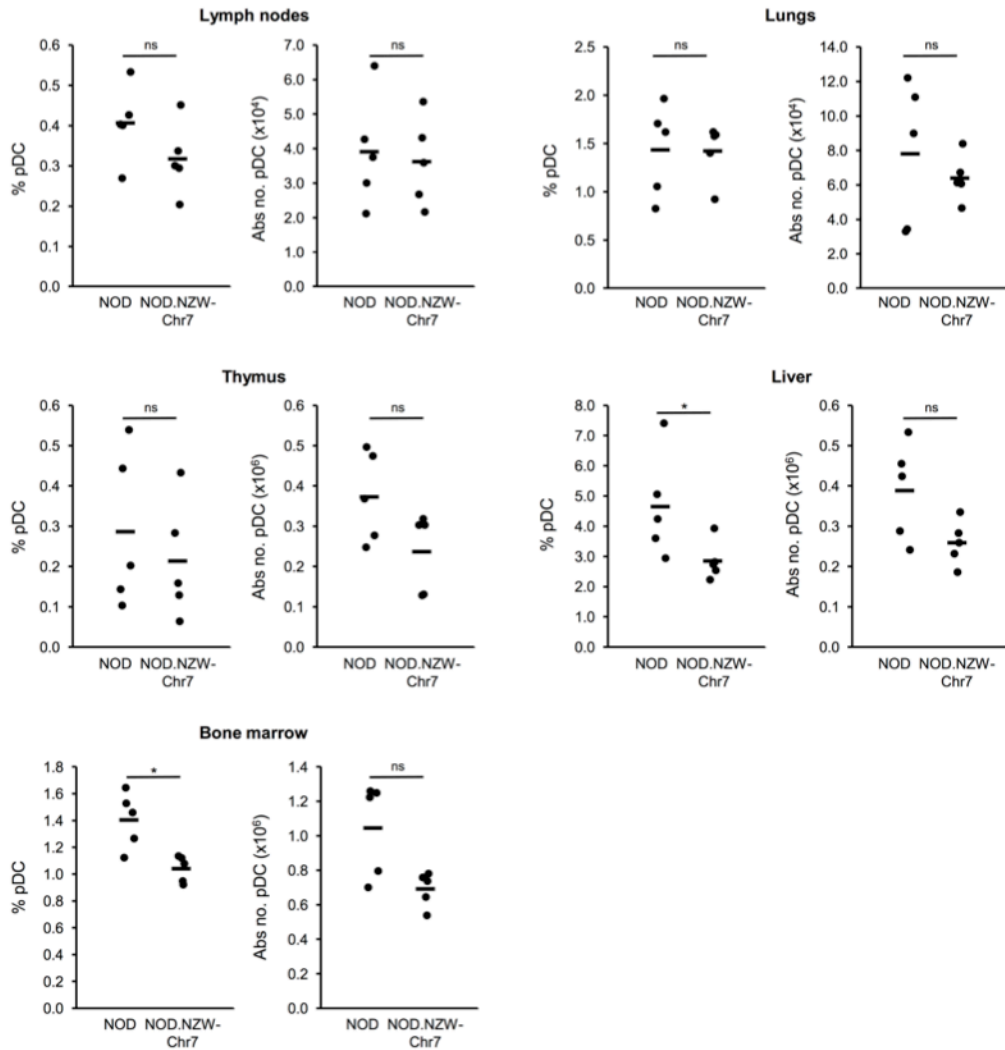 Lymph nodes
ns
0.6
0.5
0.4
0.3
0.2
0.1
0.0
% pDC
NOD NOD.NZW-
Chr7
ns
7.0
6.0
5.0
4.0
3.0
2.0
1.0
0.0
Abs no. pDC (x10⁴)
NOD NOD.NZW-
Chr7
Lungs
ns
2.5
2.0
1.5
1.0
0.5
0.0
% pDC
NOD NOD.NZW-
Chr7
ns
14.0
12.0
10.0
8.0
6.0
4.0
2.0
0.0
Abs no. pDC (x10⁴)
NOD NOD.NZW-
Chr7
Thymus
ns
0.6
0.5
0.4
0.3
0.2
0.1
0.0
% pDC
NOD NOD.NZW-
Chr7
ns
0.6
0.5
0.4
0.3
0.2
0.1
0.0
Abs no. pDC (x10⁶)
NOD NOD.NZW-
Chr7
Liver
*
8.0
7.0
6.0
5.0
4.0
3.0
2.0
1.0
0.0
% pDC
NOD NOD.NZW-
Chr7
ns
0.6
0.5
0.4
0.3
0.2
0.1
0.0
Abs no. pDC (x10⁶)
NOD NOD.NZW-
Chr7
Bone marrow
*
1.8
1.6
1.4
1.2
1.0
0.8
0.6
0.4
0.2
0.0
% pDC
NOD NOD.NZW-
Chr7
ns
1.4
1.2
1.0
0.8
0.6
0.4
0.2
0.0
Abs no. pDC (x10⁶)
NOD NOD.NZW-
Chr7